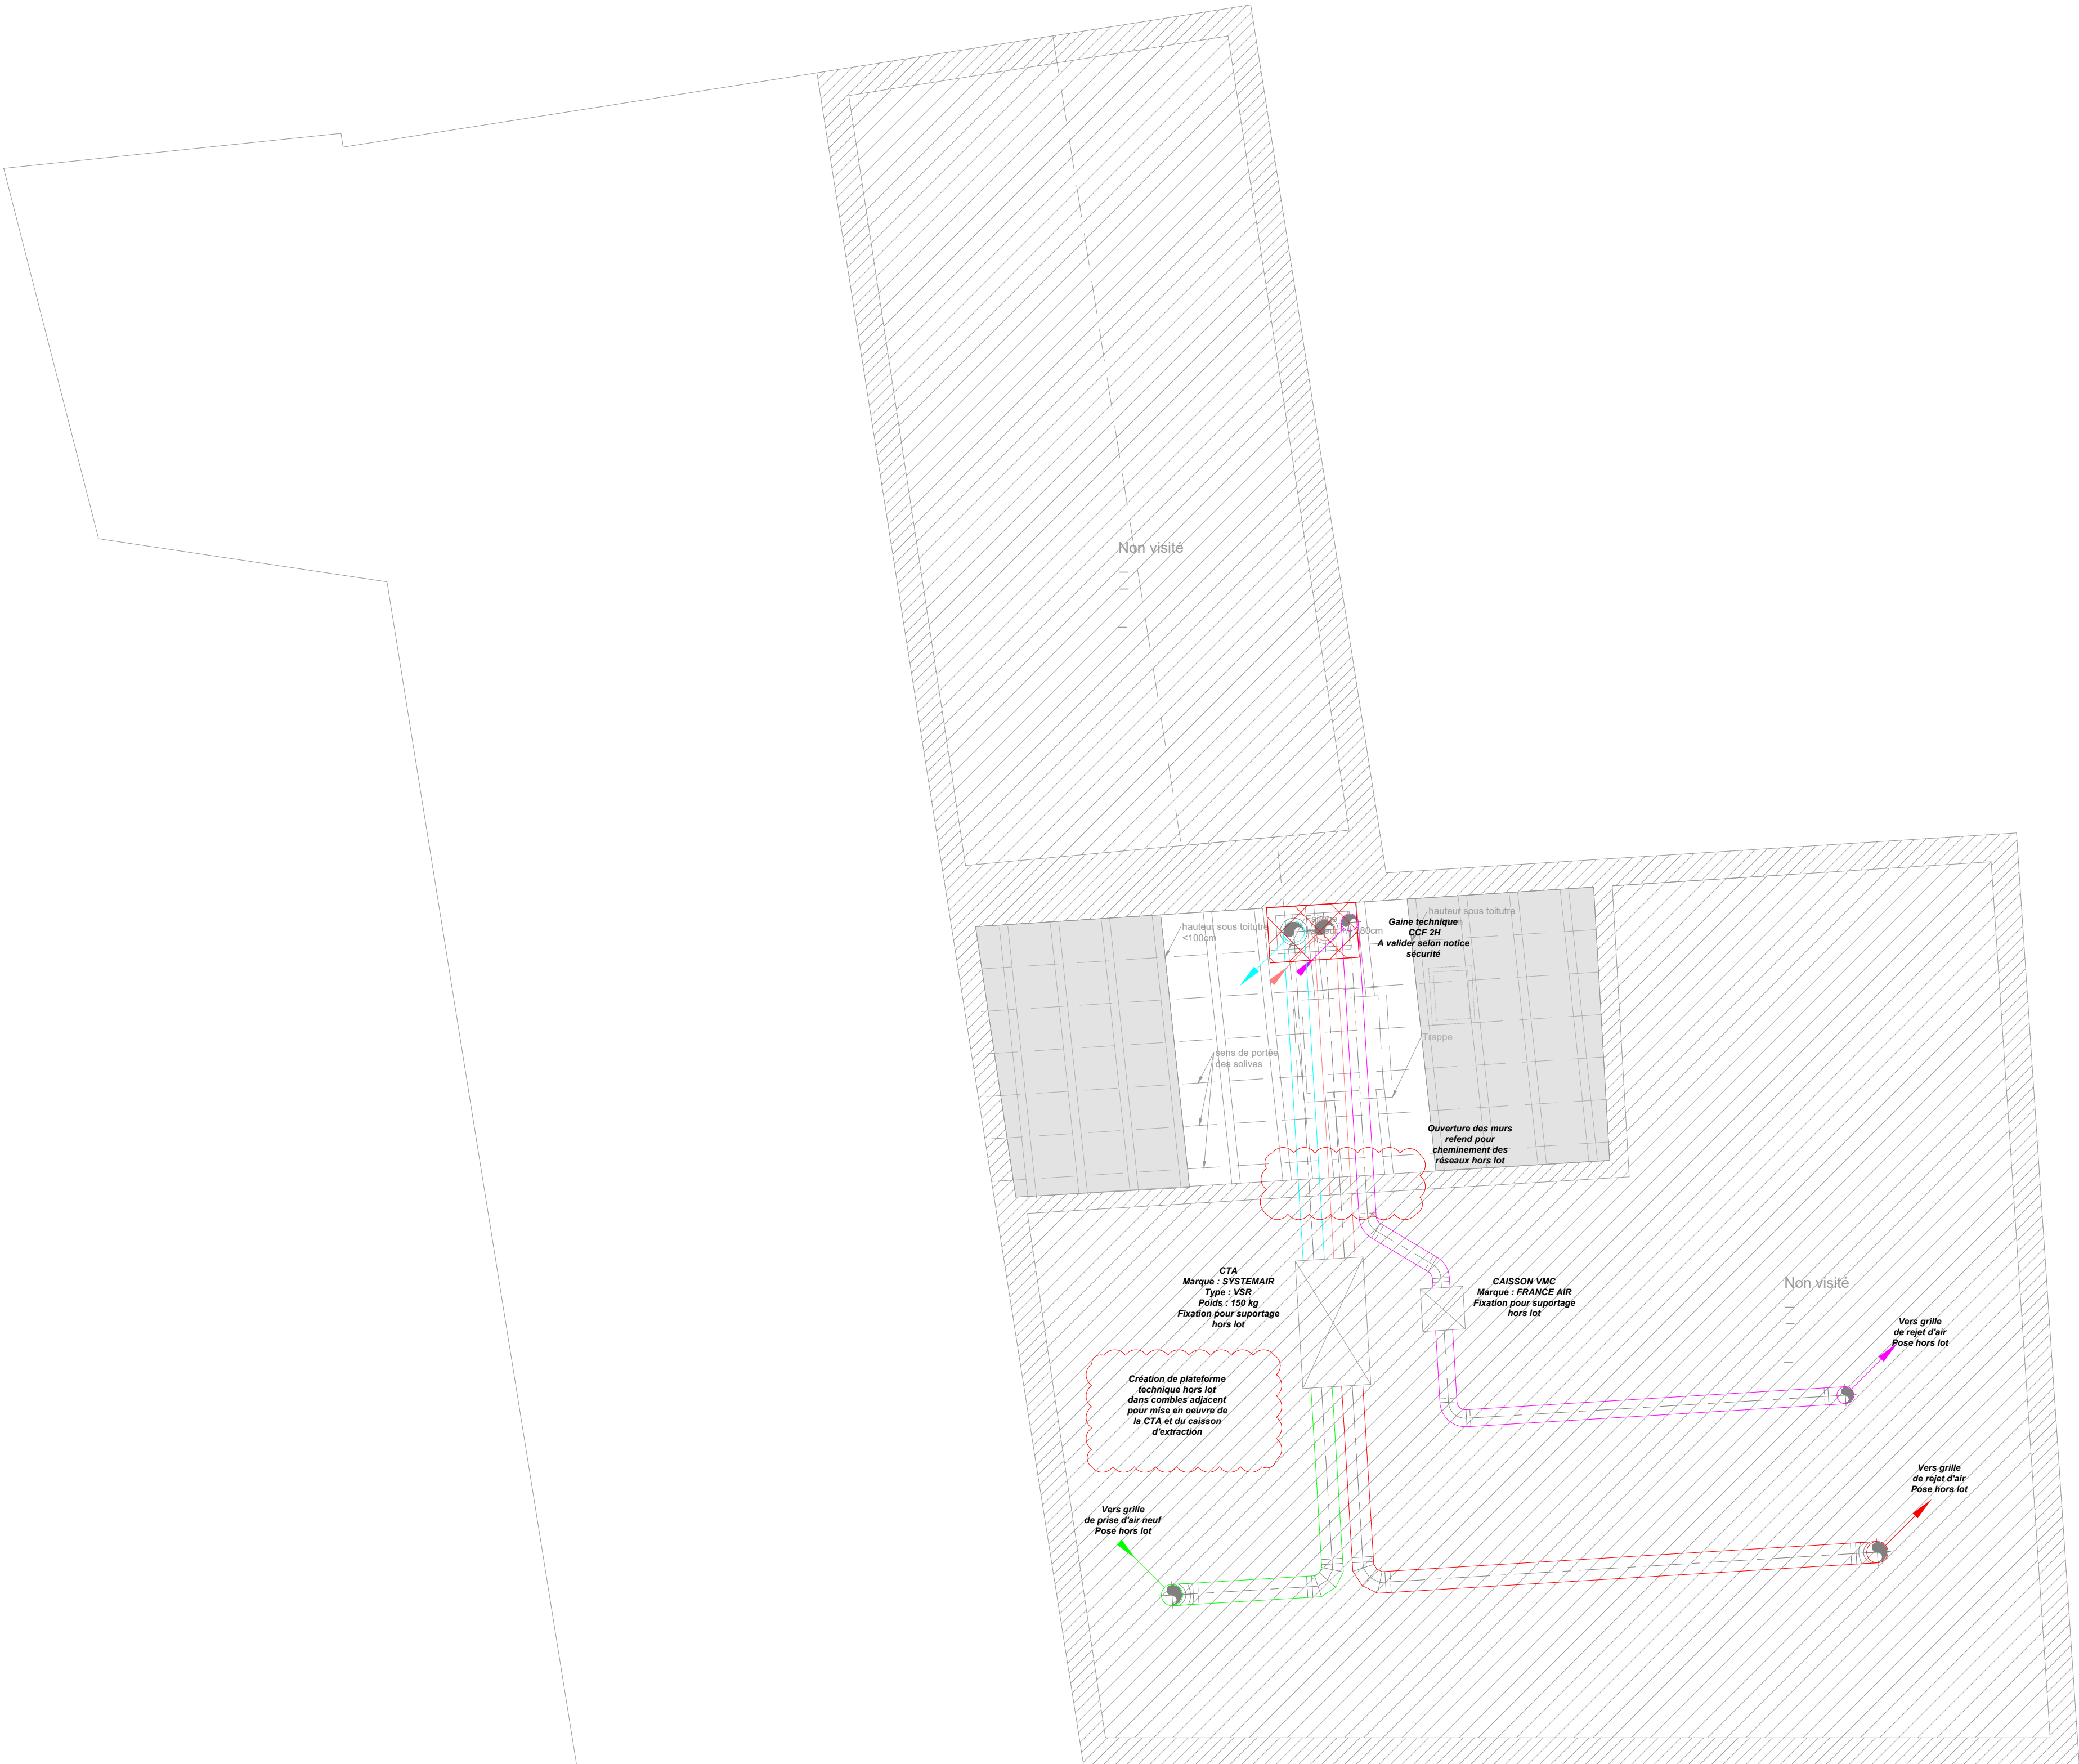 Non visité
hauteur sous toitutre
<100cm
Gaine technique
CCF 2H
A valider selon notice
sécurité
hauteur sous toitutre
sens de portée
des solives
Trappe
Ouverture des murs
refend pour
cheminement des
réseaux hors lot
CTA
Marque : SYSTEMAIR
Type : VSR
Poids : 150 kg
Fixation pour suportage
hors lot
CAISSON VMC
Marque : FRANCE AIR
Fixation pour suportage
hors lot
Non visité
Vers grille
de rejet d'air
Pose hors lot
Création de plateforme
technique hors lot
dans combles adjacent
pour mise en oeuvre de
la CTA et du caisson
d'extraction
Vers grille
de rejet d'air
Pose hors lot
Vers grille
de prise d'air neuf
Pose hors lot